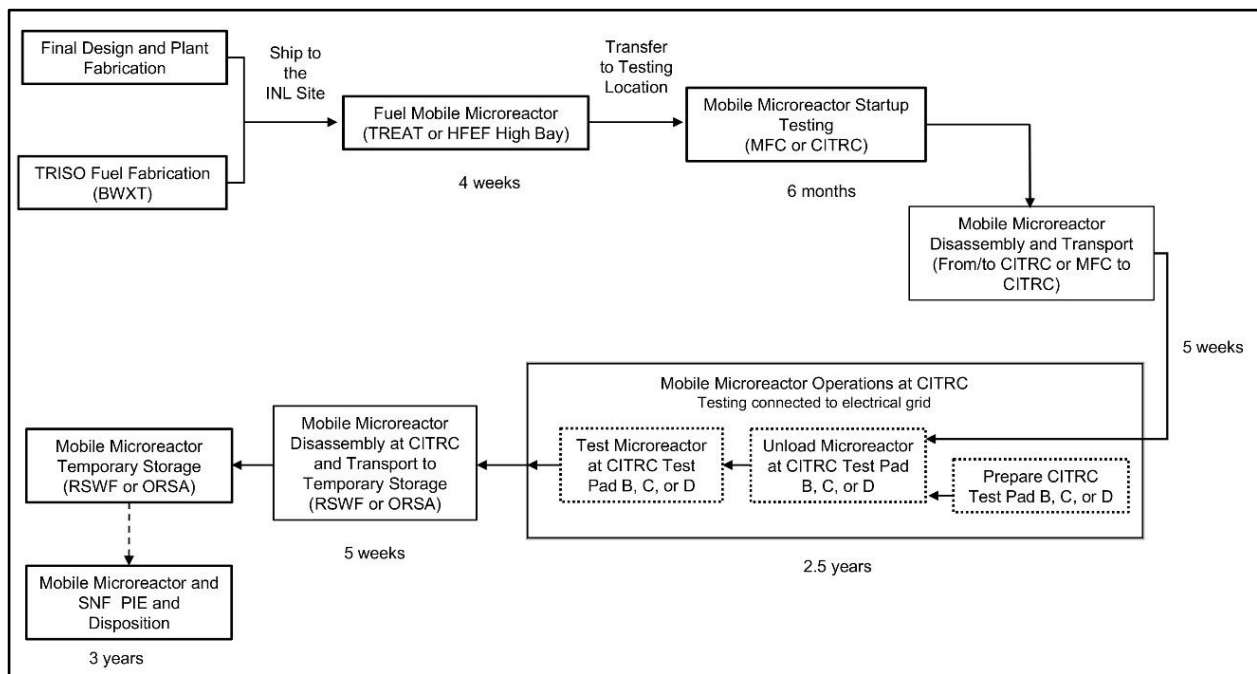 Final Design and Plant
Fabrication
Ship to
the
INL Site
TRISO Fuel Fabrication
(BWXT)
Fuel Mobile Microreactor
(TREAT or HFEF High Bay)
4 weeks
Transfer
to Testing
Location
Mobile Microreactor Startup
Testing
(MFC or CITRC)
6 months
Mobile Microreactor
Disassembly and Transport
(From/to CITRC or MFC to
CITRC)
5 weeks
Mobile Microreactor Operations at CITRC
Testing connected to electrical grid
Prepare CITRC
Test Pad B, C, or D
Unload Microreactor
at CITRC Test Pad
B, C, or D
Test Microreactor
at CITRC Test
Pad B, C, or D
2.5 years
Mobile Microreactor
Disassembly at CITRC
and Transport to
Temporary Storage
(RSWF or ORSA)
5 weeks
Mobile Microreactor
Temporary Storage
(RSWF or ORSA)
Mobile Microreactor and
SNF PIE and
Disposition
3 years